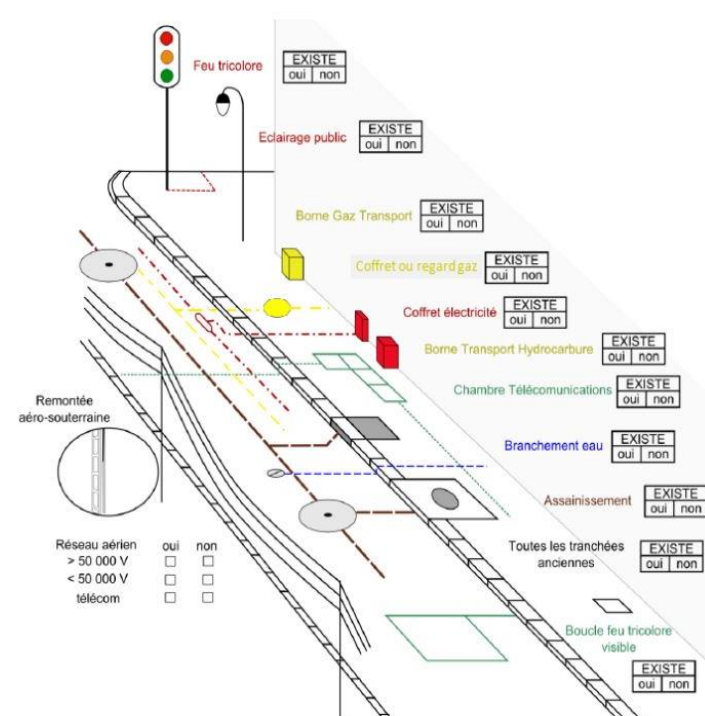 Feu tricolore
EXISTE
oui non
Eclairage public
EXISTE
oui non
Borne Gaz Transport
EXISTE
oui non
Coffret ou regard gaz
EXISTE
oui non
Coffret électricité
EXISTE
oui non
Borne Transport Hydrocarbure
EXISTE
oui non
Chambre Télécomunications
EXISTE
oui non
Remontée
aéro-souterraine
Branchement eau
EXISTE
oui non
Assainissement
EXISTE
oui non
Réseau aérien oui non
> 50 000 V
< 50 000 V
télécom
Toutes les tranchées
anciennes
EXISTE
oui non
Boucle feu tricolore
visible
EXISTE
oui non